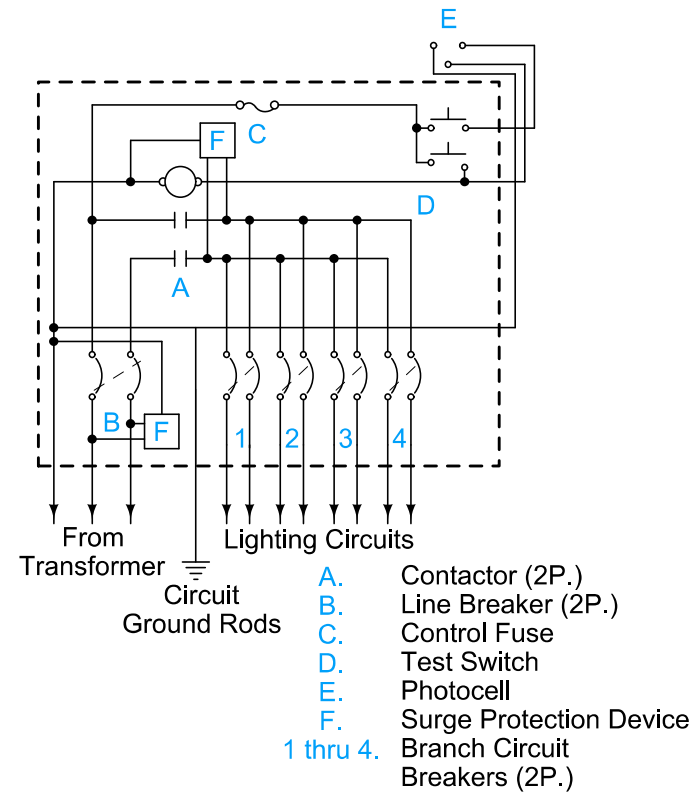 E
F
C
D
A
B
F
1
2
3
4
From
Transformer
Lighting Circuits
Circuit
Ground Rods
A. Contactor (2P.)
B. Line Breaker (2P.)
C. Control Fuse
D. Test Switch
E. Photocell
F. Surge Protection Device
1 thru 4. Branch Circuit
Breakers (2P.)